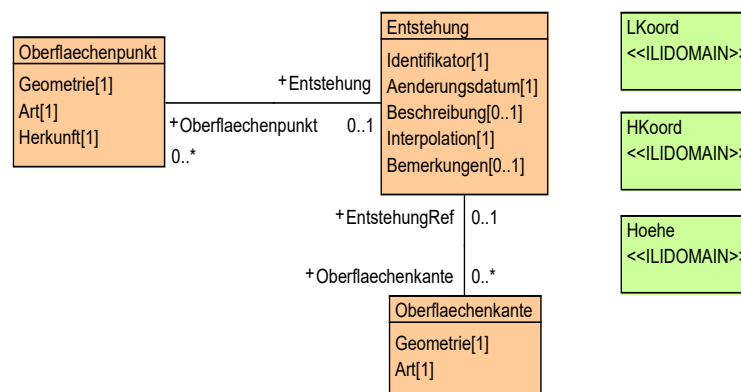 Oberflaechenpunkt
Geometrie[1]
Art[1]
Herkunft[1]
+Entstehung
+Oberflaechenpunkt 0..1
0..*
Entstehung
Identifikator[1]
Aenderungsdatum[1]
Beschreibung[0..1]
Interpolation[1]
Bemerkungen[0..1]
+EntstehungRef 0..1
+Oberflaechenkante 0..*
Oberflaechenkante
Geometrie[1]
Art[1]
LKoord
<<ILIDOMAIN>>
HKoord
<<ILIDOMAIN>>
Hoehe
<<ILIDOMAIN>>